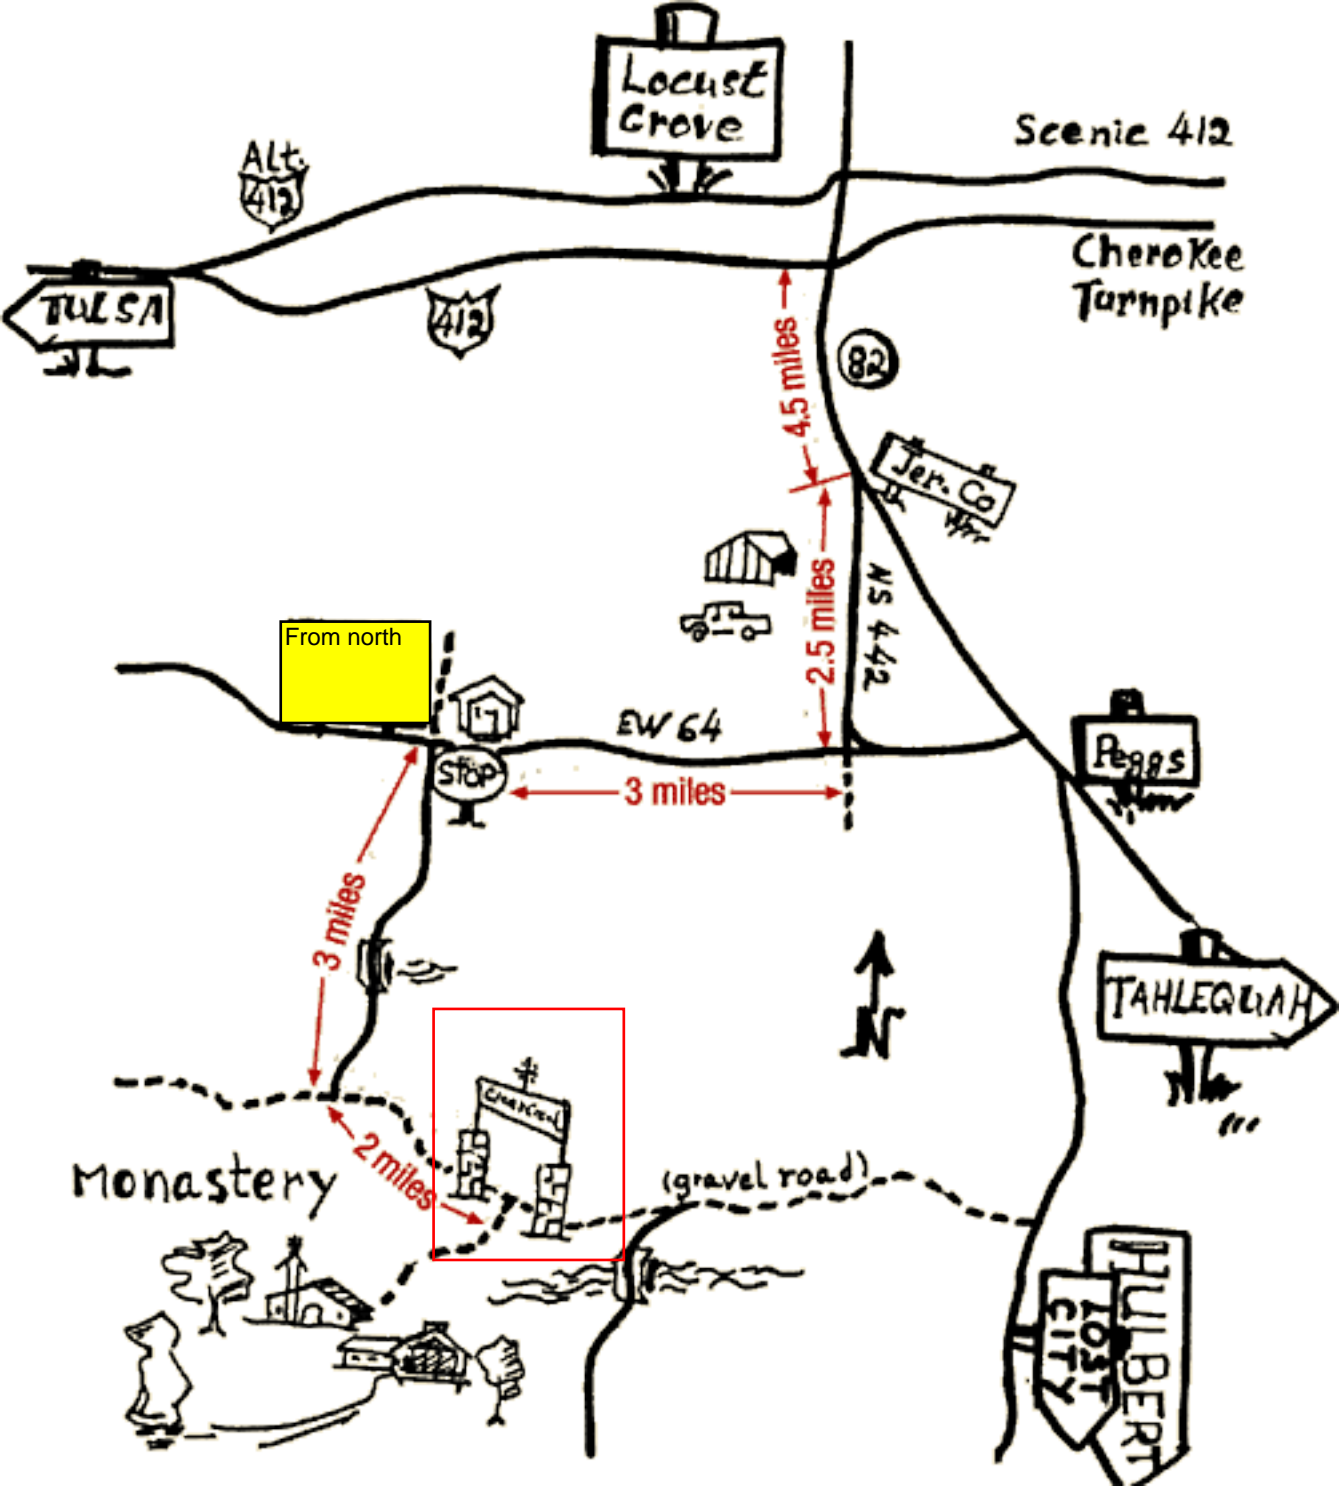 Locust
Grove
Scenic 412
Alt.
412
Cherokee
Turnpike
TULSA
412
4.5 miles
82
Jer. Co
2.5 miles
NS 442
From north
EW 64
Peggs
STOP
3 miles
3 miles
TAHLEQUAH
N
2 miles
Monastery
(gravel road)
HULBERT
LOST
CITY